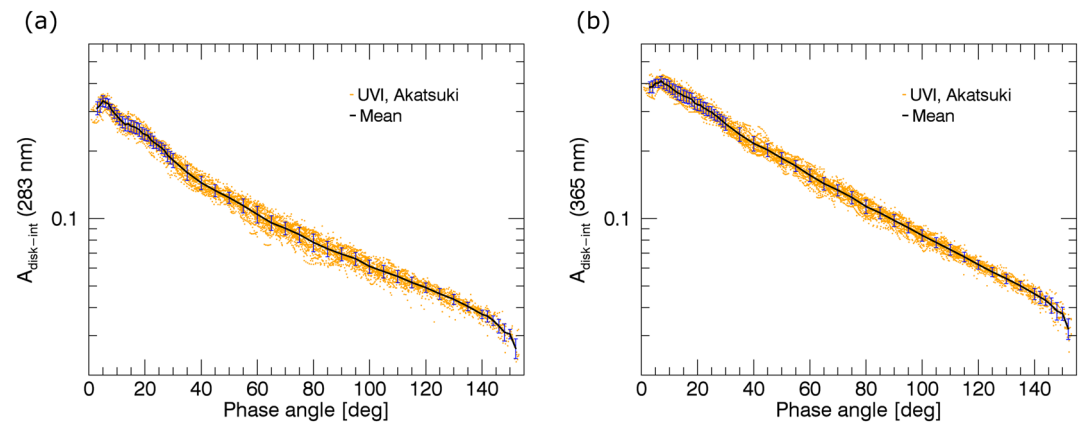 (a)
UVI, Akatsuki
Mean
0.1
A_disk−int (283 nm)
0 20 40 60 80 100 120 140
Phase angle [deg]
(b)
UVI, Akatsuki
Mean
0.1
A_disk−int (365 nm)
0 20 40 60 80 100 120 140
Phase angle [deg]